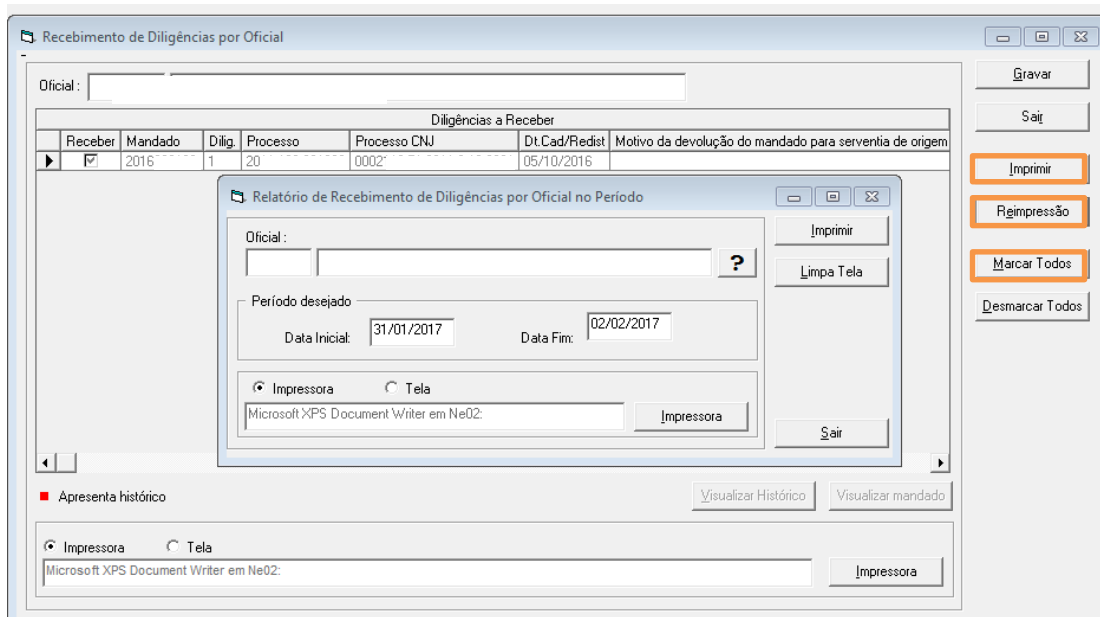 Recebimento de Diligências por Oficial
Oficial :
Diligências a Receber
Receber Mandado Dilig. Processo Processo CNJ Dt.Cad/Redist Motivo da devolução do mandado para serventia de origem
2016 1 20 0002 05/10/2016
Gravar
Sair
Imprimir
Reimpressão
Marcar Todos
Desmarcar Todos
Relatório de Recebimento de Diligências por Oficial no Período
Oficial :
?
Imprimir
Limpa Tela
Período desejado
Data Inicial: 31/01/2017 Data Fim: 02/02/2017
Impressora Tela
Microsoft XPS Document Writer em Ne02: Impressora
Sair
Apresenta histórico Visualizar Histórico Visualizar mandado
Impressora Tela
Microsoft XPS Document Writer em Ne02: Impressora